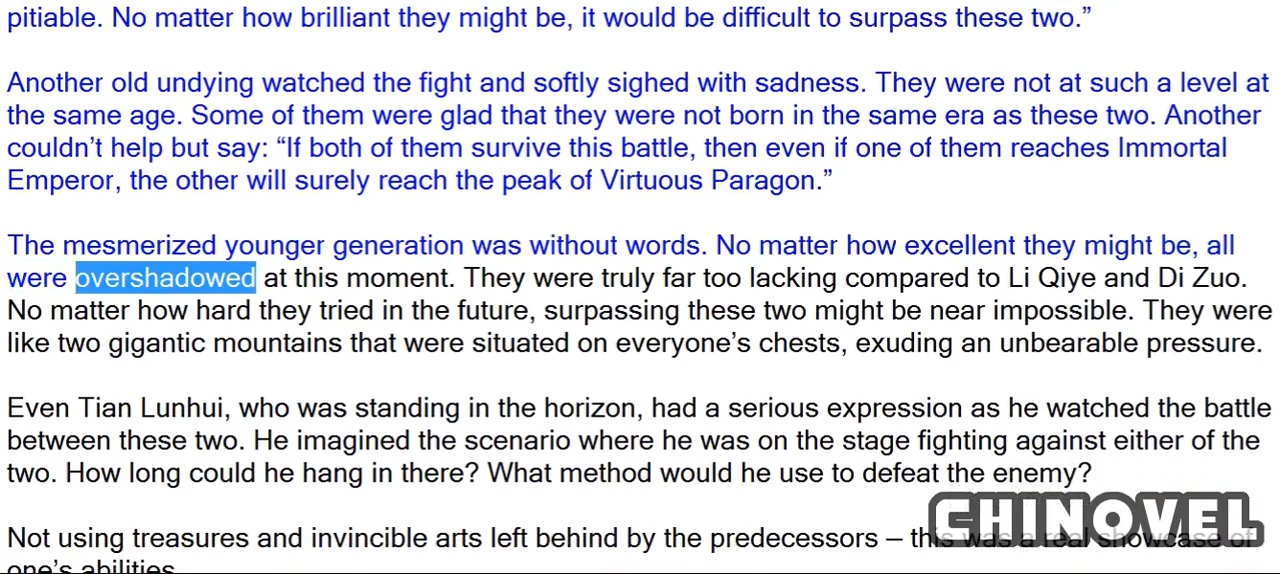 pitiable. No matter how brilliant they might be, it would be difficult to surpass these two.”
Another old undying watched the fight and softly sighed with sadness. They were not at such a level at
the same age. Some of them were glad that they were not born in the same era as these two. Another
couldn’t help but say: “If both of them survive this battle, then even if one of them reaches Immortal
Emperor, the other will surely reach the peak of Virtuous Paragon.”
The mesmerized younger generation was without words. No matter how excellent they might be, all
were overshadowed at this moment. They were truly far too lacking compared to Li Qiye and Di Zuo.
No matter how hard they tried in the future, surpassing these two might be near impossible. They were
like two gigantic mountains that were situated on everyone’s chests, exuding an unbearable pressure.
Even Tian Lunhui, who was standing in the horizon, had a serious expression as he watched the battle
between these two. He imagined the scenario where he was on the stage fighting against either of the
two. How long could he hang in there? What method would he use to defeat the enemy?
Not using treasures and invincible arts left behind by the predecessors – this was a real showcase of
one’s abilities.
CHINOVEL